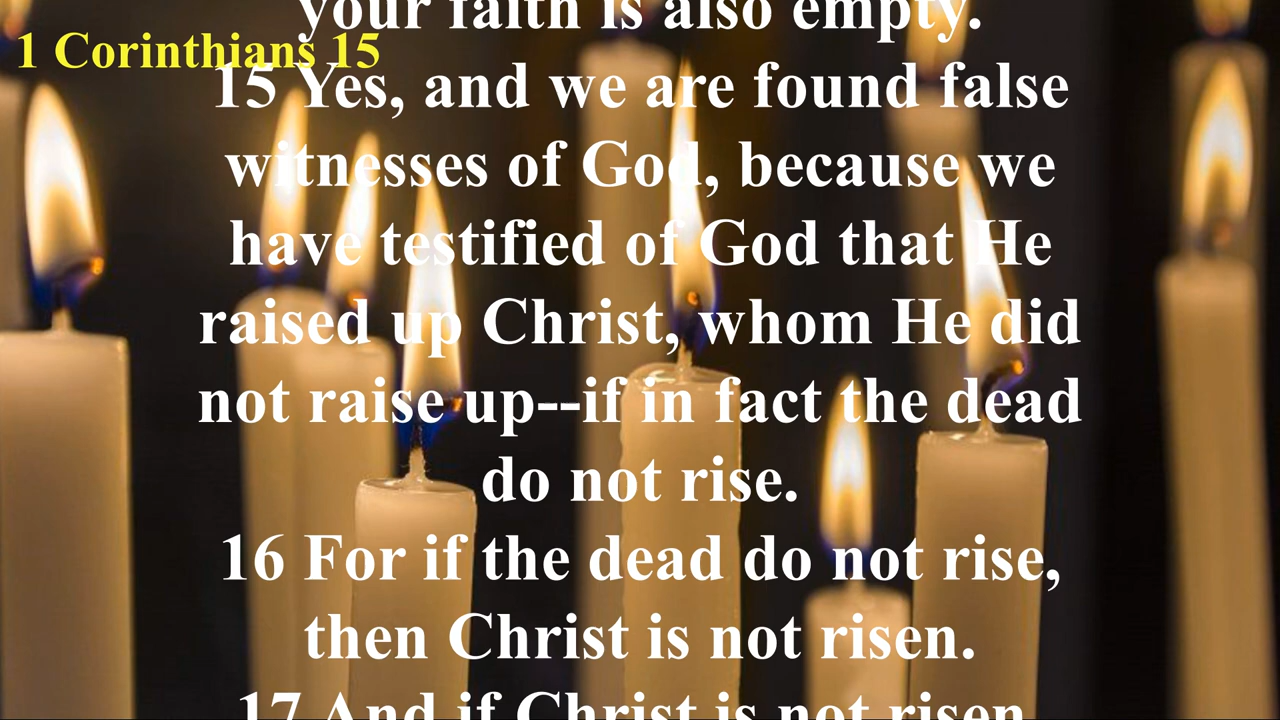 your faith is also empty.
1 Corinthians 15
15 Yes, and we are found false
witnesses of God, because we
have testified of God that He
raised up Christ, whom He did
not raise up--if in fact the dead
do not rise.
16 For if the dead do not rise,
then Christ is not risen.
17 And if Christ is not risen